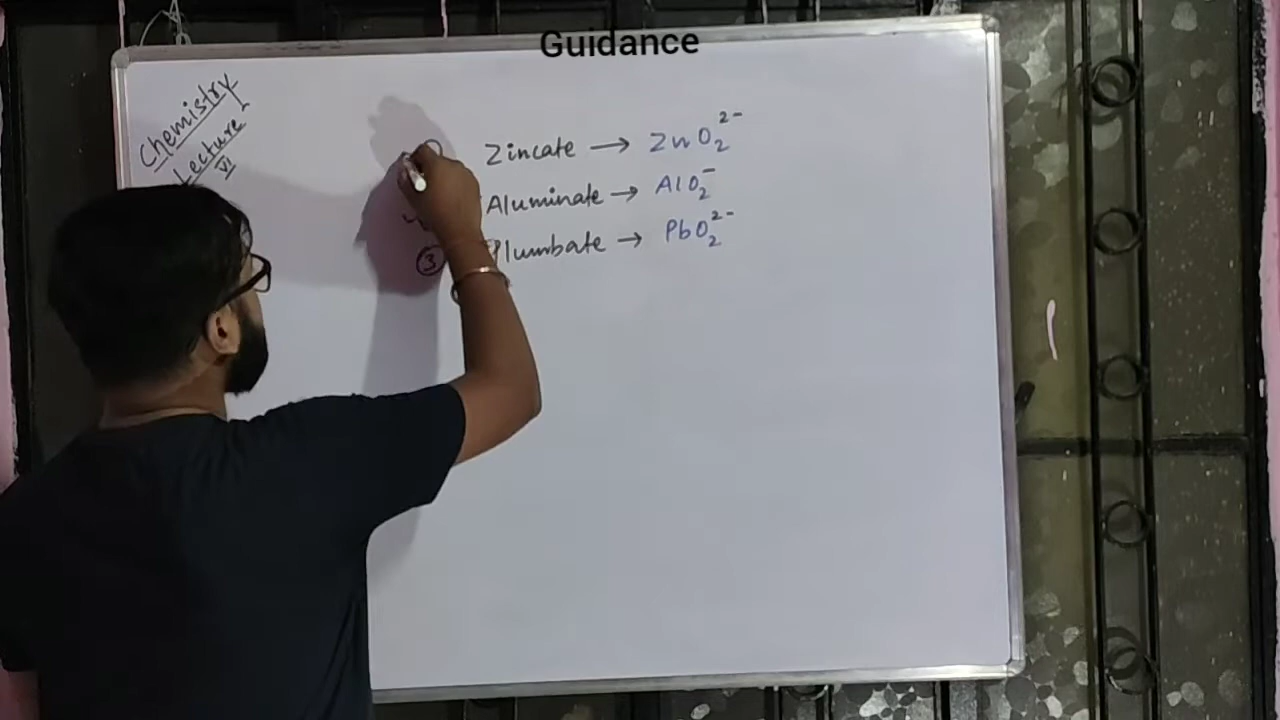 Guidance
Chemistry
Lecture
VI
Zincate → ZnO₂²⁻
Aluminate → AlO₂⁻
③ Plumbate → PbO₂²⁻